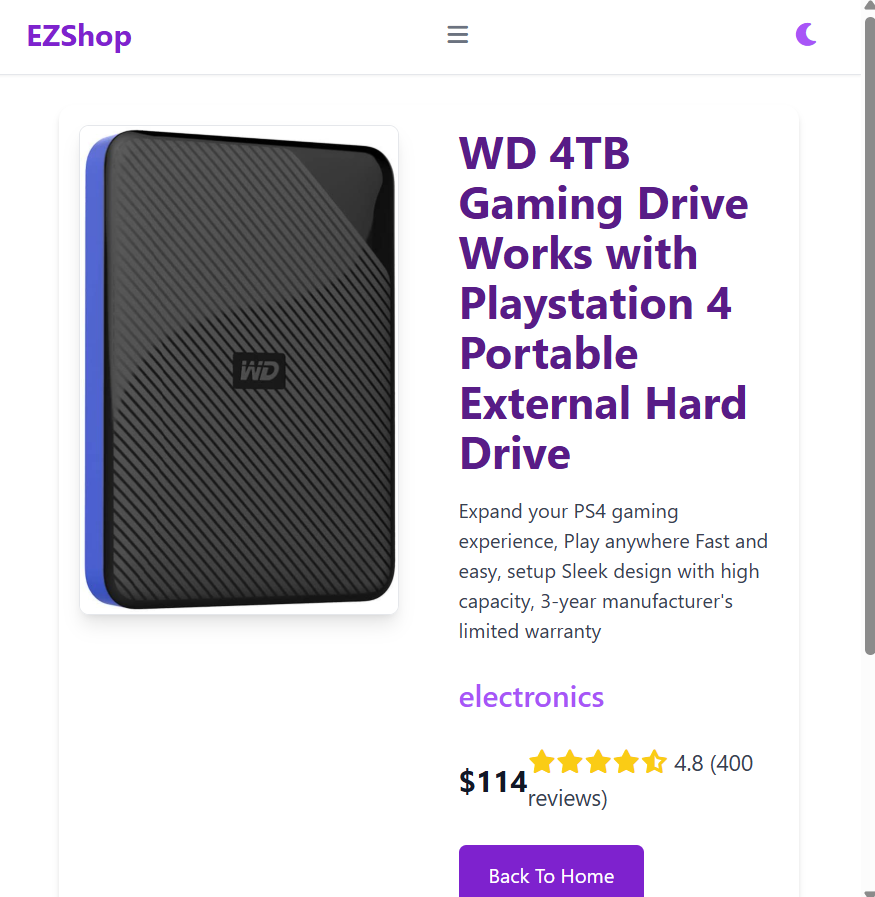 EZShop
WD
WD 4TB
Gaming Drive
Works with
Playstation 4
Portable
External Hard
Drive
Expand your PS4 gaming
experience, Play anywhere Fast and
easy, setup Sleek design with high
capacity, 3-year manufacturer's
limited warranty
electronics
$114 4.8 (400
reviews)
Back To Home